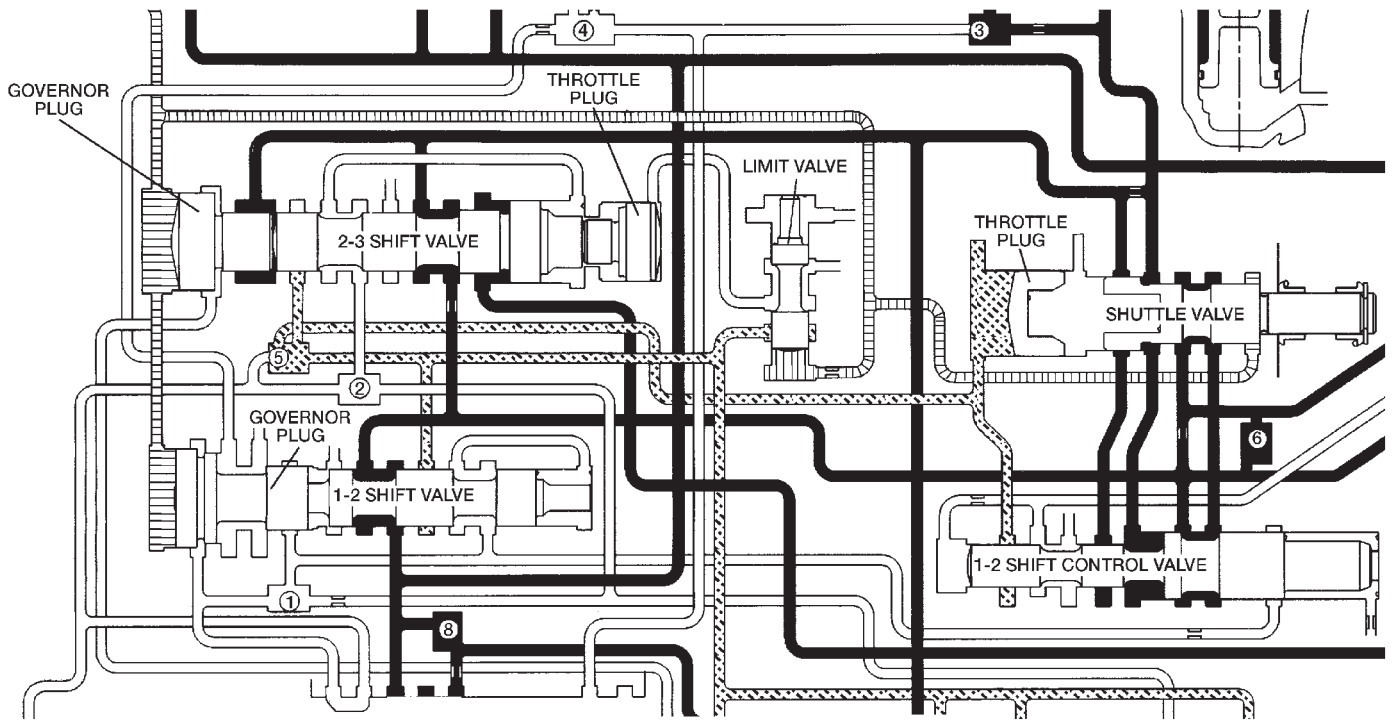 4
3
GOVERNOR
PLUG
THROTTLE
PLUG
LIMIT VALVE
THROTTLE
PLUG
2-3 SHIFT VALVE
SHUTTLE VALVE
5
2
GOVERNOR
PLUG
6
1-2 SHIFT VALVE
1-2 SHIFT CONTROL VALVE
1
8